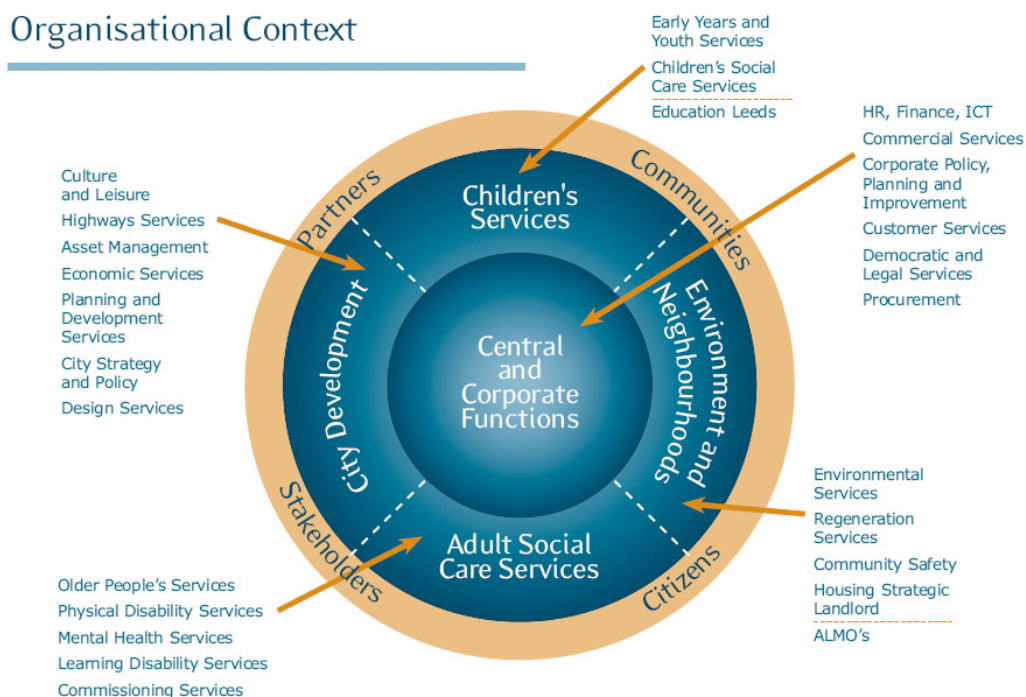 Organisational Context
Early Years and
Youth Services
Children's Social
Care Services
Education Leeds
HR, Finance, ICT
Commercial Services
Corporate Policy,
Planning and
Improvement
Customer Services
Democratic and
Legal Services
Procurement
Culture
and Leisure
Highways Services
Asset Management
Economic Services
Planning and
Development
Services
City Strategy
and Policy
Design Services
Partners
Communities
Children's
Services
City Development
Central
and
Corporate
Functions
Environment and
Neighbourhoods
Adult Social
Care Services
Stakeholders
Citizens
Environmental
Services
Regeneration
Services
Community Safety
Housing Strategic
Landlord
ALMO's
Older People's Services
Physical Disability Services
Mental Health Services
Learning Disability Services
Commissioning Services